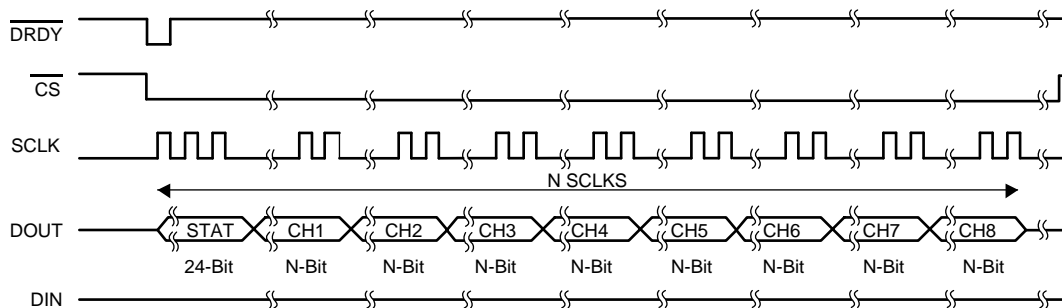 DRDY
CS
SCLK
N SCLKS
DOUT STAT CH1 CH2 CH3 CH4 CH5 CH6 CH7 CH8
24-Bit N-Bit N-Bit N-Bit N-Bit N-Bit N-Bit N-Bit N-Bit
DIN